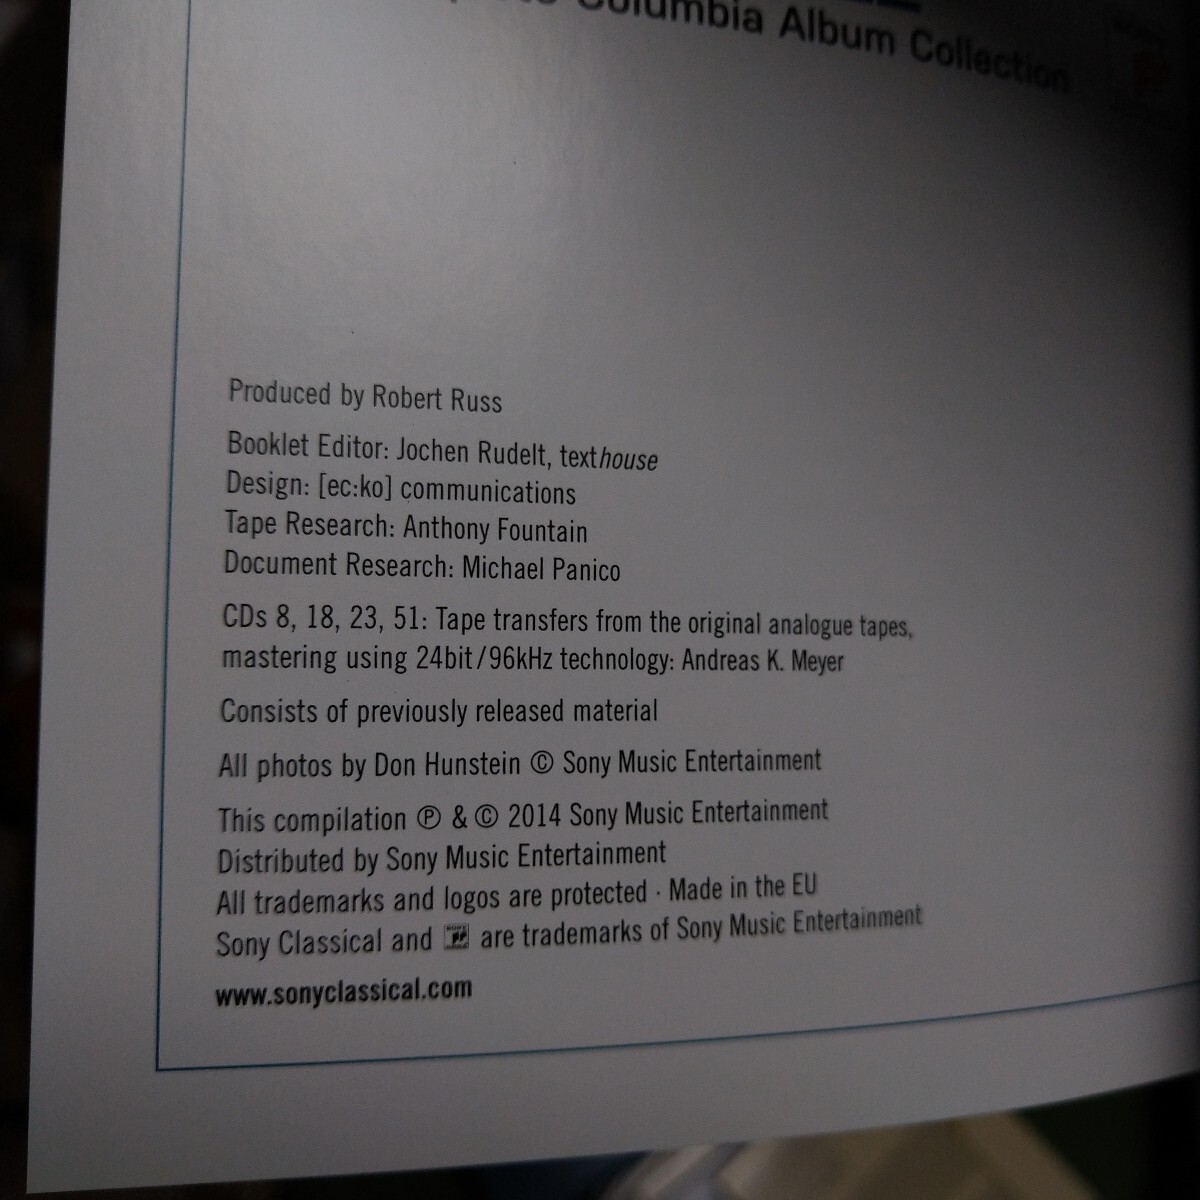 Columbia Album Collection
Produced by Robert Russ
Booklet Editor: Jochen Rudelt, texthouse
Design: [ec:ko] communications
Tape Research: Anthony Fountain
Document Research: Michael Panico
CDs 8, 18, 23, 51: Tape transfers from the original analogue tapes,
mastering using 24bit/96kHz technology: Andreas K. Meyer
Consists of previously released material
All photos by Don Hunstein © Sony Music Entertainment
This compilation ℗ & © 2014 Sony Music Entertainment
Distributed by Sony Music Entertainment
All trademarks and logos are protected · Made in the EU
Sony Classical and are trademarks of Sony Music Entertainment
www.sonyclassical.com